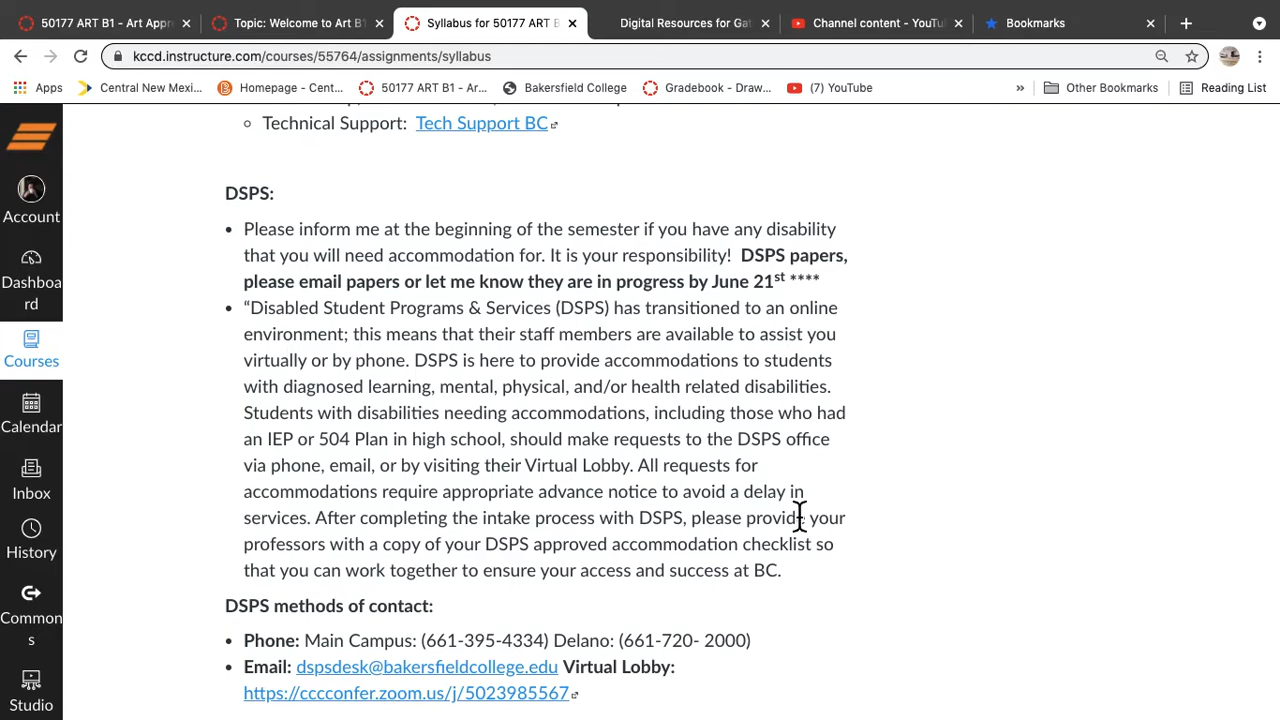 50177 ART B1 - Art Appre
Topic: Welcome to Art B1
Syllabus for 50177 ART B
Digital Resources for Gat
Channel content - YouTu
Bookmarks
kccd.instructure.com/courses/55764/assignments/syllabus
Apps
Central New Mexi...
Homepage - Cent...
50177 ART B1 - Ar...
Bakersfield College
Gradebook - Draw...
(7) YouTube
»
Other Bookmarks
Reading List
Account
Dashboa
rd
Courses
Calendar
Inbox
History
Common
s
Studio
Technical Support: Tech Support BC
DSPS:
Please inform me at the beginning of the semester if you have any disability
that you will need accommodation for. It is your responsibility! DSPS papers,
please email papers or let me know they are in progress by June 21st ****
“Disabled Student Programs & Services (DSPS) has transitioned to an online
environment; this means that their staff members are available to assist you
virtually or by phone. DSPS is here to provide accommodations to students
with diagnosed learning, mental, physical, and/or health related disabilities.
Students with disabilities needing accommodations, including those who had
an IEP or 504 Plan in high school, should make requests to the DSPS office
via phone, email, or by visiting their Virtual Lobby. All requests for
accommodations require appropriate advance notice to avoid a delay in
services. After completing the intake process with DSPS, please provide your
professors with a copy of your DSPS approved accommodation checklist so
that you can work together to ensure your access and success at BC.
DSPS methods of contact:
Phone: Main Campus: (661-395-4334) Delano: (661-720- 2000)
Email: dspsdesk@bakersfieldcollege.edu Virtual Lobby:
https://cccconfer.zoom.us/j/5023985567